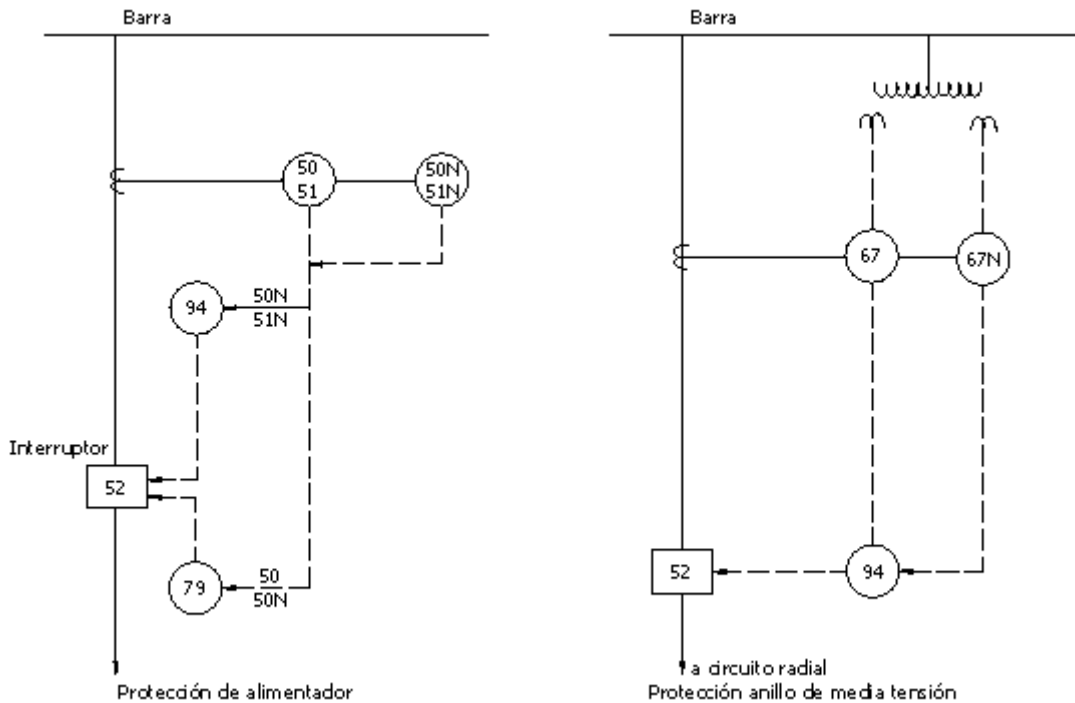 Barra
50
51
50N
51N
94
50N
51N
Interruptor
52
79
50
50N
Protección de alimentador
Barra
67
67N
52
94
a circuito radial
Protección anillo de media tensión